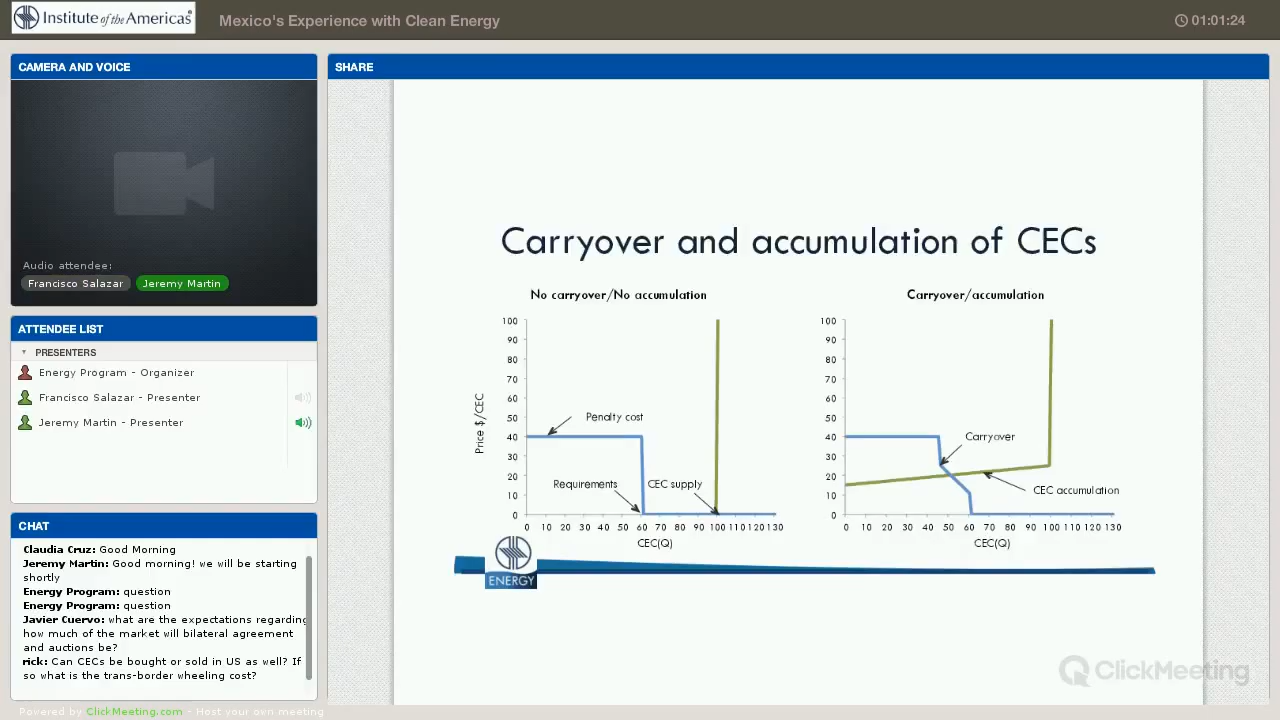 Institute of the Americas
Mexico's Experience with Clean Energy
01:01:24
CAMERA AND VOICE
Audio attendee:
Francisco Salazar
Jeremy Martin
ATTENDEE LIST
PRESENTERS
Energy Program - Organizer
Francisco Salazar - Presenter
Jeremy Martin - Presenter
CHAT
Claudia Cruz: Good Morning
Jeremy Martin: Good morning! we will be starting
shortly
Energy Program: question
Energy Program: question
Javier Cuervo: what are the expectations regarding
how much of the market will bilateral agreement
and auctions be?
rick: Can CECs be bought or sold in US as well? If
so what is the trans-border wheeling cost?
Powered by ClickMeeting.com - Host your own meeting
SHARE
Carryover and accumulation of CECs
No carryover/No accumulation
100
90
80
70
60
50
40
30
20
10
0
Price $/CEC
Penalty cost
Requirements
CEC supply
0 10 20 30 40 50 60 70 80 90 100 110 120 130
CEC(Q)
Carryover/accumulation
100
90
80
70
60
50
40
30
20
10
0
Carryover
CEC accumulation
0 10 20 30 40 50 60 70 80 90 100 110 120 130
CEC(Q)
ENERGY
ClickMeeting